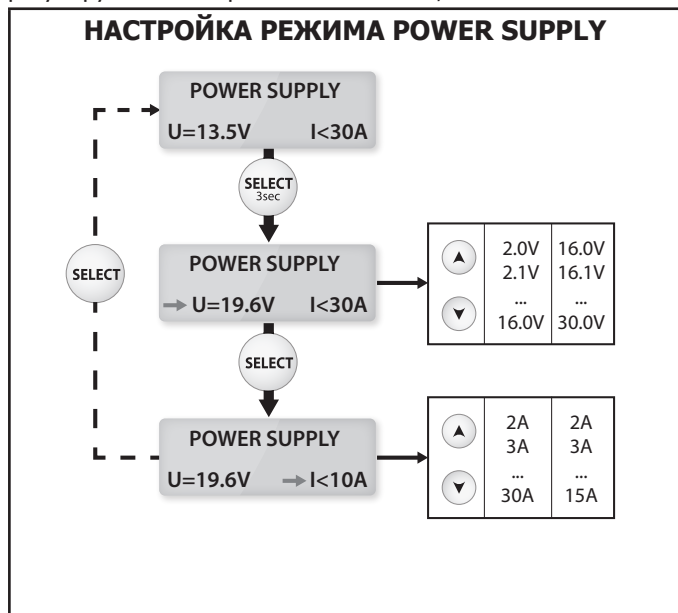 НАСТРОЙКА РЕЖИМА POWER SUPPLY
POWER SUPPLY
U=13.5V I<30A
SELECT
3sec
POWER SUPPLY
U=19.6V I<30A
2.0V 16.0V
2.1V 16.1V
... ...
16.0V 30.0V
SELECT
SELECT
POWER SUPPLY
U=19.6V I<10A
2A 2A
3A 3A
... ...
30A 15A